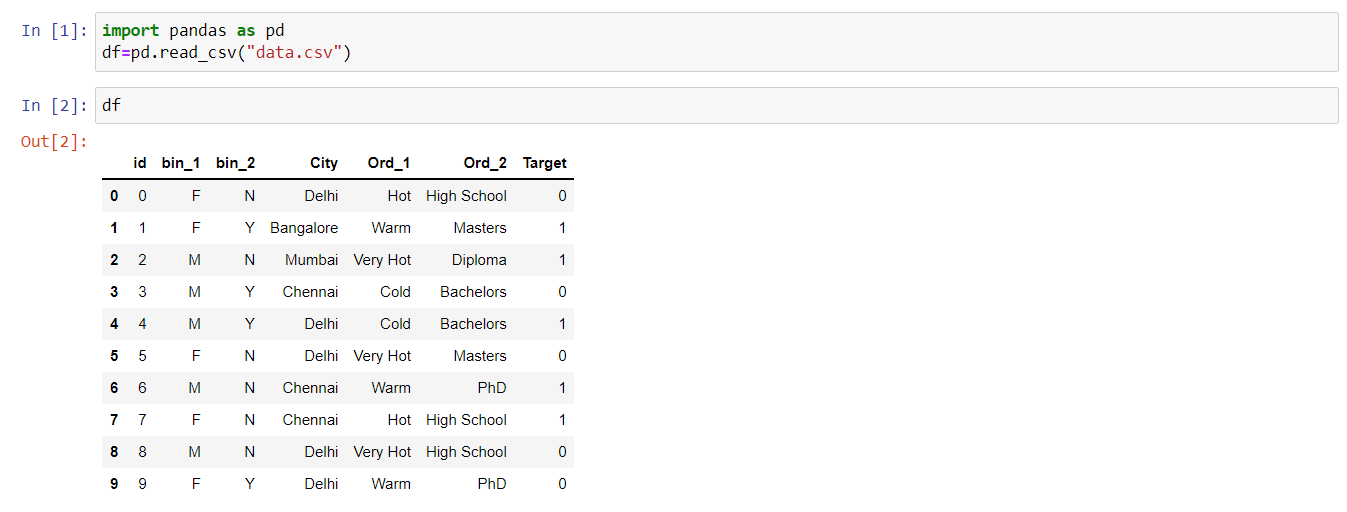 In [1]: import pandas as pd
df=pd.read_csv("data.csv")
In [2]: df
Out[2]:
id bin_1 bin_2 City Ord_1 Ord_2 Target
0 0 F N Delhi Hot High School 0
1 1 F Y Bangalore Warm Masters 1
2 2 M N Mumbai Very Hot Diploma 1
3 3 M Y Chennai Cold Bachelors 0
4 4 M Y Delhi Cold Bachelors 1
5 5 F N Delhi Very Hot Masters 0
6 6 M N Chennai Warm PhD 1
7 7 F N Chennai Hot High School 1
8 8 M N Delhi Very Hot High School 0
9 9 F Y Delhi Warm PhD 0